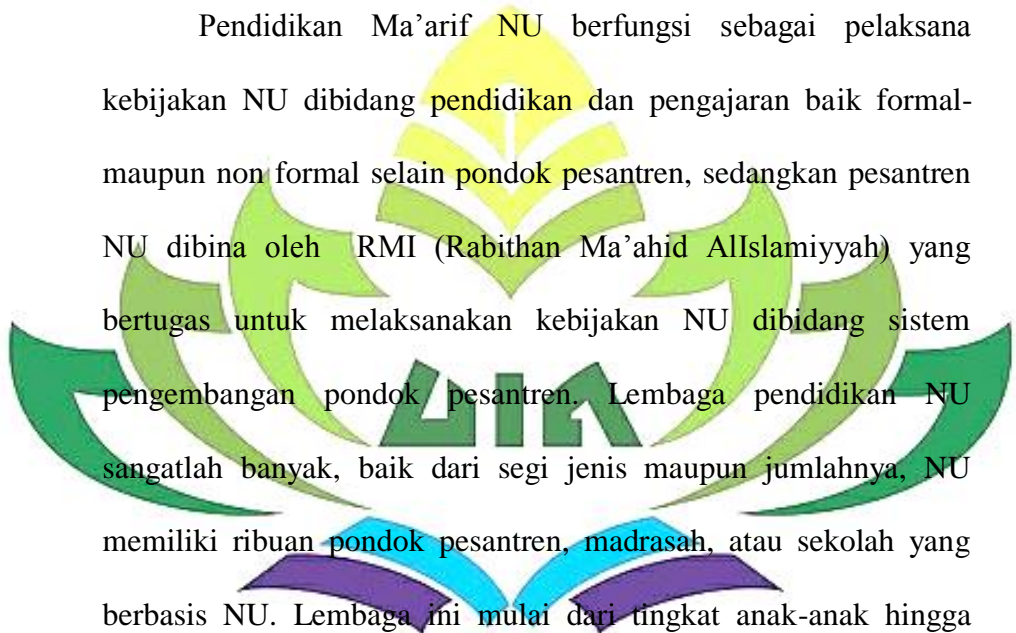 Pendidikan Ma’arif NU berfungsi sebagai pelaksana
kebijakan NU dibidang pendidikan dan pengajaran baik formal-
maupun non formal selain pondok pesantren, sedangkan pesantren
NU dibina oleh RMI (Rabithan Ma’ahid AlIslamiyyah) yang
bertugas untuk melaksanakan kebijakan NU dibidang sistem
pengembangan pondok pesantren. Lembaga pendidikan NU
sangatlah banyak, baik dari segi jenis maupun jumlahnya, NU
memiliki ribuan pondok pesantren, madrasah, atau sekolah yang
berbasis NU. Lembaga ini mulai dari tingkat anak-anak hingga